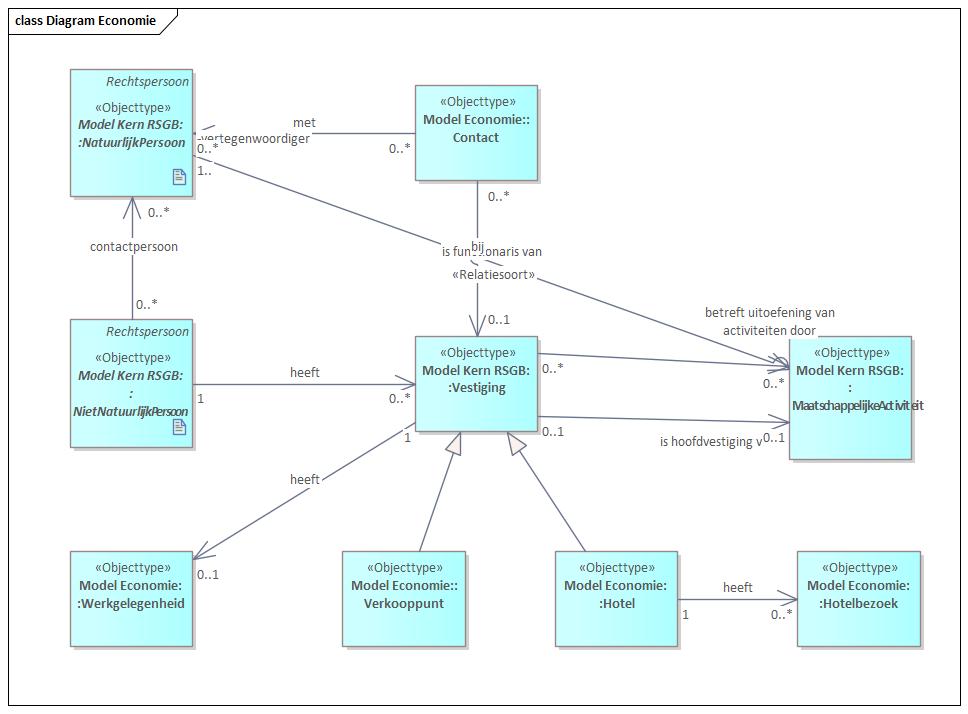 class Diagram Economie
Rechtspersoon
«Objecttype»
Model Kern RSGB:
:NatuurlijkPersoon
«Objecttype»
Model Economie::
Contact
met
0..*
-vertegenwoordiger
0..*
1..
0..*
0..*
contactpersoon
0..*
bij
is funtionaris van
«Relatiesoort»
0..1
betreft uitoefening van
activiteiten door
Rechtspersoon
«Objecttype»
Model Kern RSGB:
:
NietNatuurlijkPersoon
heeft
1
0..*
«Objecttype»
Model Kern RSGB:
:Vestiging
0..*
0..*
0..1
is hoofdvestiging v
0..1
«Objecttype»
Model Kern RSGB:
:
MaatschappelijkeActiviteit
1
heeft
0..1
«Objecttype»
Model Economie:
:Werkgelegenheid
«Objecttype»
Model Economie::
Verkooppunt
«Objecttype»
Model Economie:
:Hotel
heeft
1
0..*
«Objecttype»
Model Economie:
:Hotelbezoek